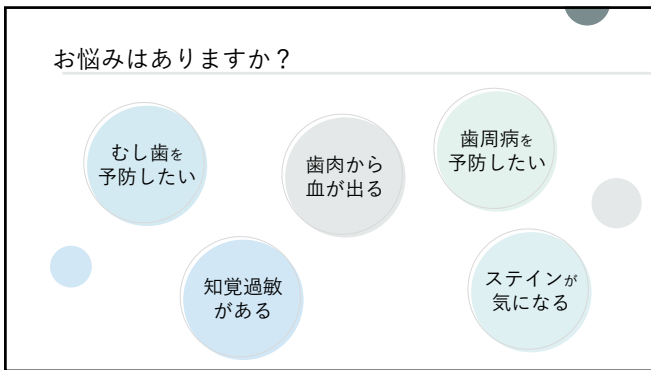 お悩みはありますか？
むし歯を
予防したい
歯肉から
血が出る
歯周病を
予防したい
知覚過敏
がある
ステインが
気になる